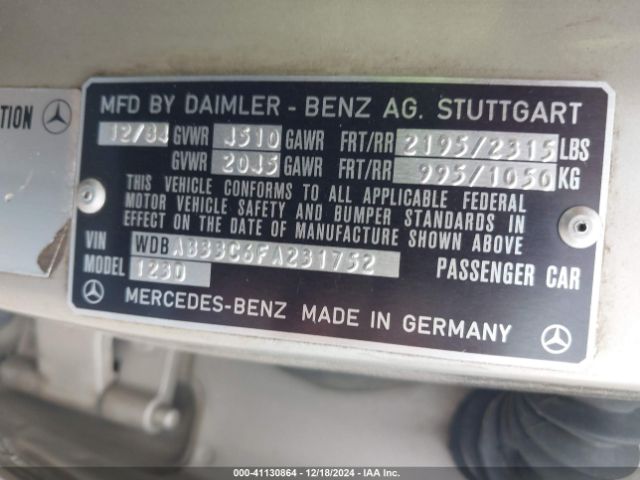 TION
MFD BY DAIMLER - BENZ AG. STUTTGART
12/84 GVWR 4510 GAWR FRT/RR 2195/2315 LBS
GVWR 2045 GAWR FRT/RR 995/1050 KG
THIS VEHICLE CONFORMS TO ALL APPLICABLE FEDERAL
MOTOR VEHICLE SAFETY AND BUMPER STANDARDS IN
EFFECT ON THE DATE OF MANUFACTURE SHOWN ABOVE
VIN WDBAB33C6FA231752
MODEL 1230 PASSENGER CAR
MERCEDES-BENZ MADE IN GERMANY
000-41130864 - 12/18/2024 - IAA Inc.